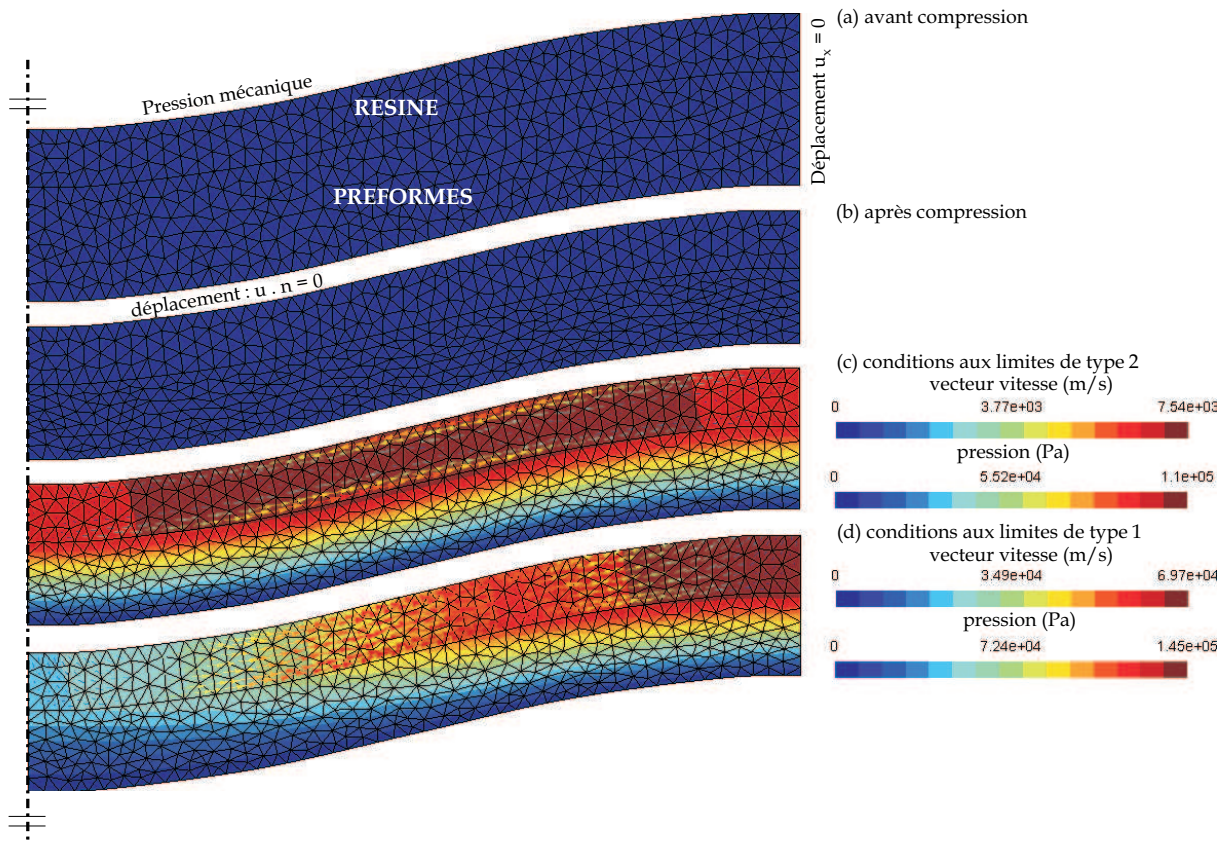 (a) avant compression
Déplacement u_x = 0
Pression mécanique
RESINE
PREFORMES
(b) après compression
déplacement : u . n = 0
(c) conditions aux limites de type 2
vecteur vitesse (m/s)
0 3.77e+03 7.54e+03
pression (Pa)
0 5.52e+04 1.1e+05
(d) conditions aux limites de type 1
vecteur vitesse (m/s)
0 3.49e+04 6.97e+04
pression (Pa)
0 7.24e+04 1.45e+05